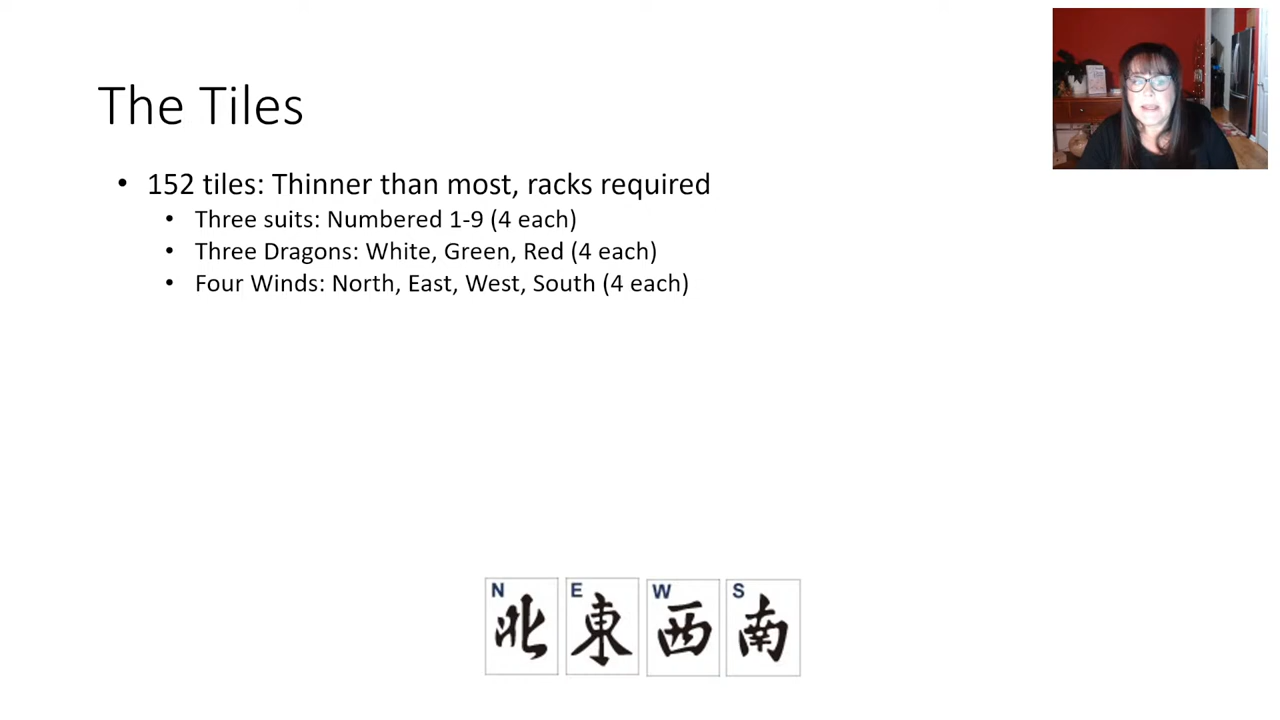 The Tiles
• 152 tiles: Thinner than most, racks required
• Three suits: Numbered 1-9 (4 each)
• Three Dragons: White, Green, Red (4 each)
• Four Winds: North, East, West, South (4 each)
N E W S
北 東 西 南